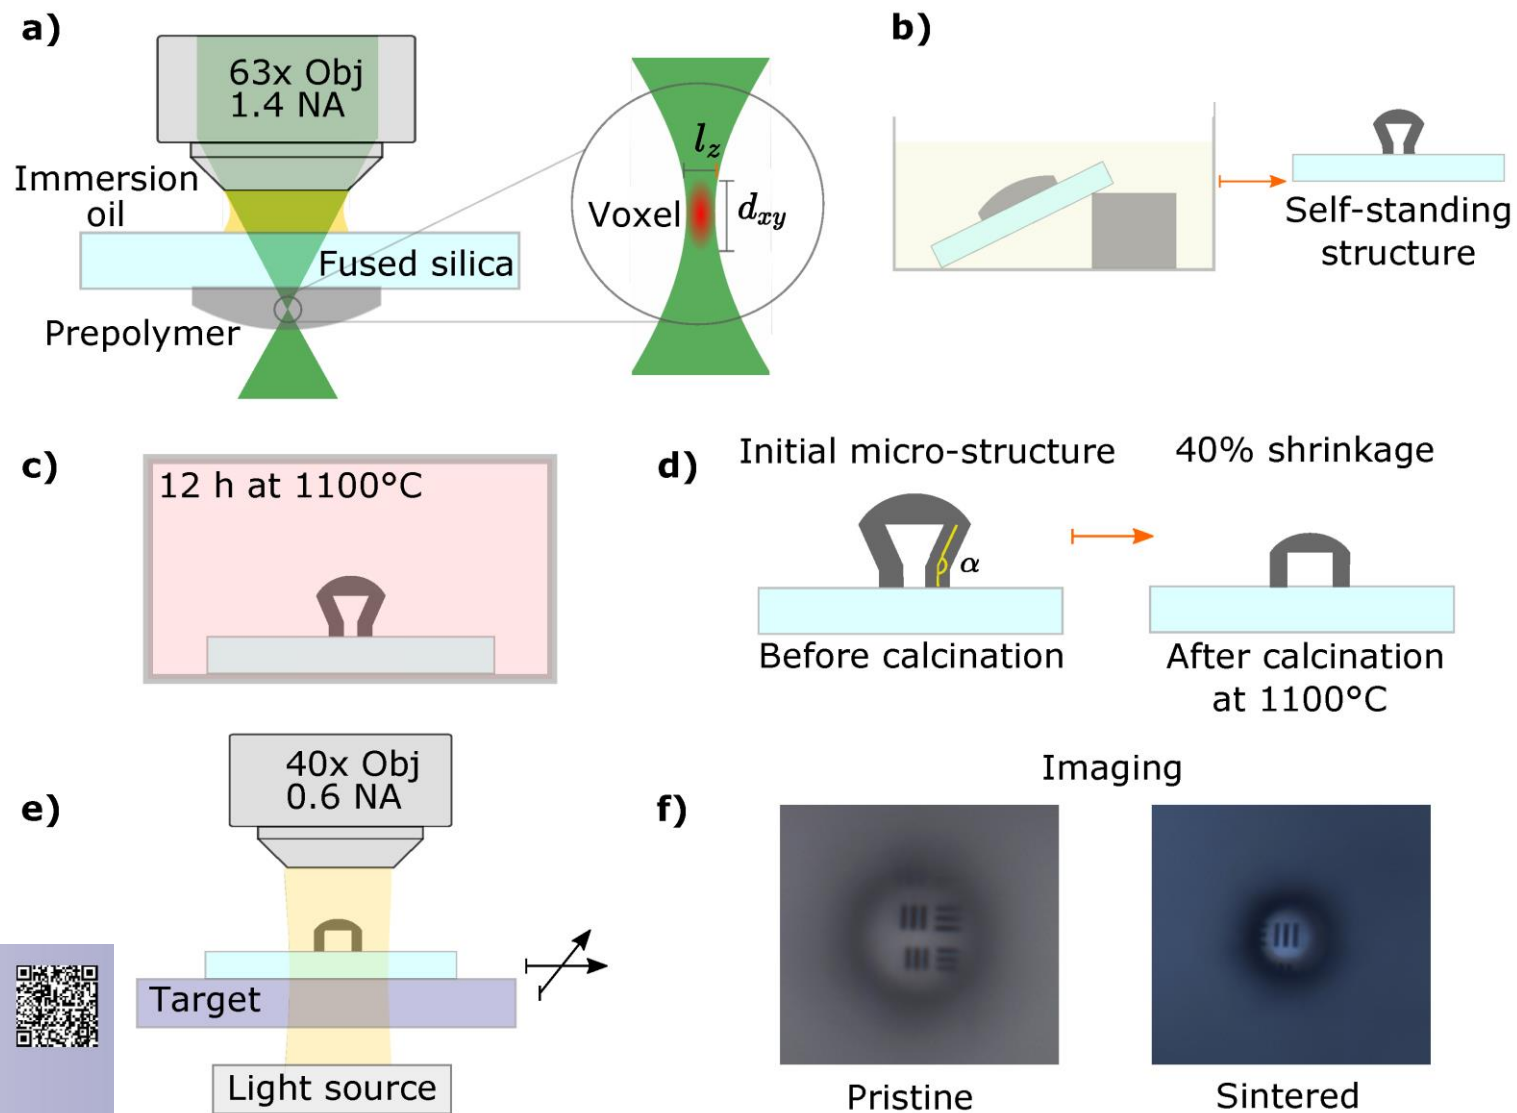 a)
63x Obj
1.4 NA
Immersion
oil
Fused silica
Prepolymer
l_z
Voxel
d_xy
b)
Self-standing
structure
c)
12 h at 1100°C
d)
Initial micro-structure
40% shrinkage
α
Before calcination
After calcination
at 1100°C
e)
40x Obj
0.6 NA
Target
Light source
f)
Imaging
Pristine
Sintered